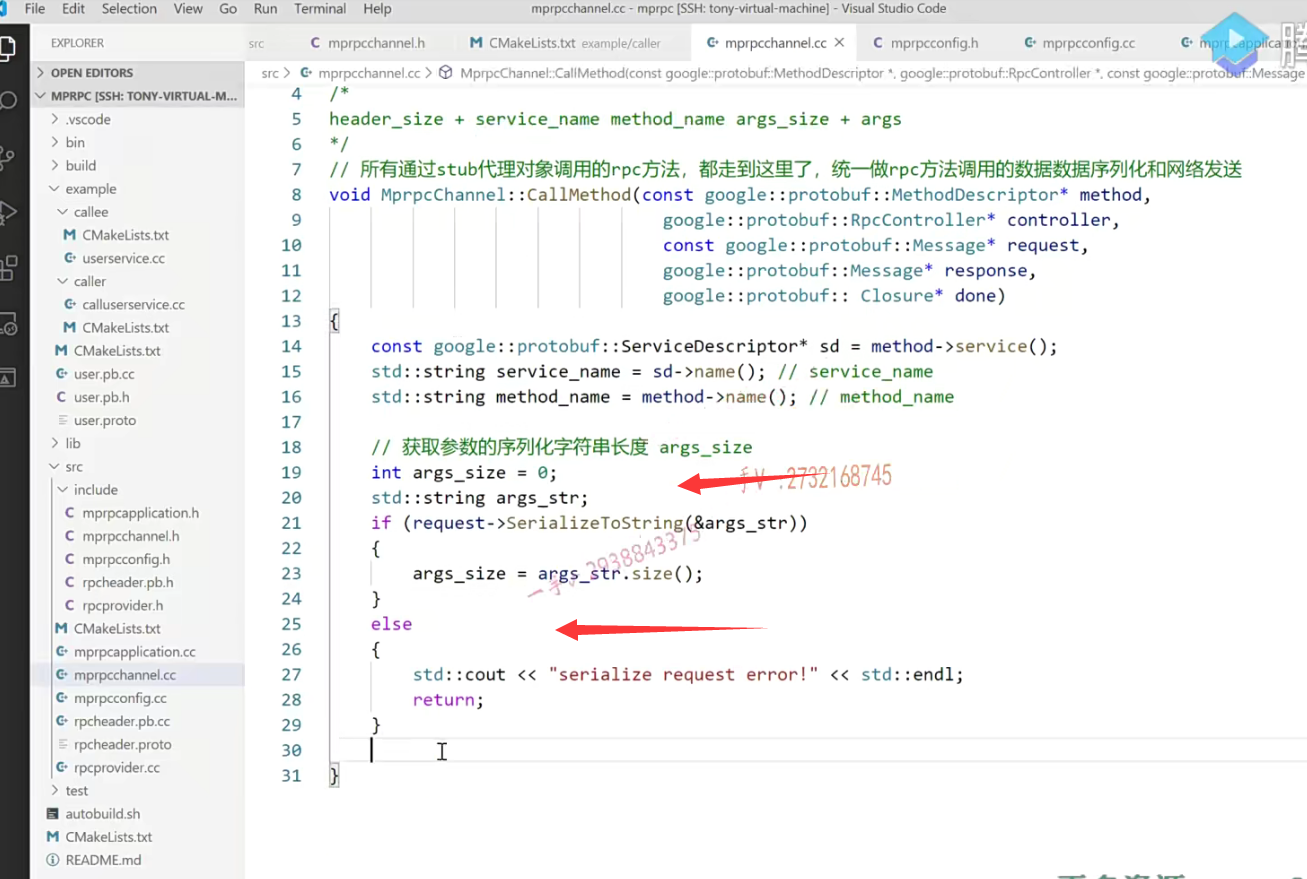 File Edit Selection View Go Run Terminal Help mprpcchannel.cc - mprpc [SSH: tony-virtual-machine] - Visual Studio Code
EXPLORER
src mprpcchannel.h CMakeLists.txt example/caller mprpcchannel.cc mprpcconfig.h mprpcconfig.cc
OPEN EDITORS
MPRPC [SSH: TONY-VIRTUAL-M...
.vscode
bin
build
example
callee
CMakeLists.txt
userservice.cc
caller
calluserservice.cc
CMakeLists.txt
CMakeLists.txt
user.pb.cc
user.pb.h
user.proto
lib
src
include
mprpcapplication.h
mprpcchannel.h
mprpcconfig.h
rpcheader.pb.h
rpcprovider.h
CMakeLists.txt
mprpcapplication.cc
mprpcchannel.cc
mprpcconfig.cc
rpcheader.pb.cc
rpcheader.proto
rpcprovider.cc
test
autobuild.sh
CMakeLists.txt
README.md
src > mprpcchannel.cc > MprpcChannel::CallMethod(const google::protobuf::MethodDescriptor *, google::protobuf::RpcController *, const google::protobuf::Message
4 /*
5 header_size + service_name method_name args_size + args
6 */
7 // 所有通过stub代理对象调用的rpc方法，都走到这里了，统一做rpc方法调用的数据数据序列化和网络发送
8 void MprpcChannel::CallMethod(const google::protobuf::MethodDescriptor* method,
9 google::protobuf::RpcController* controller,
10 const google::protobuf::Message* request,
11 google::protobuf::Message* response,
12 google::protobuf:: Closure* done)
13 {
14 const google::protobuf::ServiceDescriptor* sd = method->service();
15 std::string service_name = sd->name(); // service_name
16 std::string method_name = method->name(); // method_name
17
18 // 获取参数的序列化字符串长度 args_size
19 int args_size = 0;
20 std::string args_str;
21 if (request->SerializeToString(&args_str))
22 {
23 args_size = args_str.size();
24 }
25 else
26 {
27 std::cout << "serialize request error!" << std::endl;
28 return;
29 }
30
31 }
手V :2732168745
一手V:2938843375